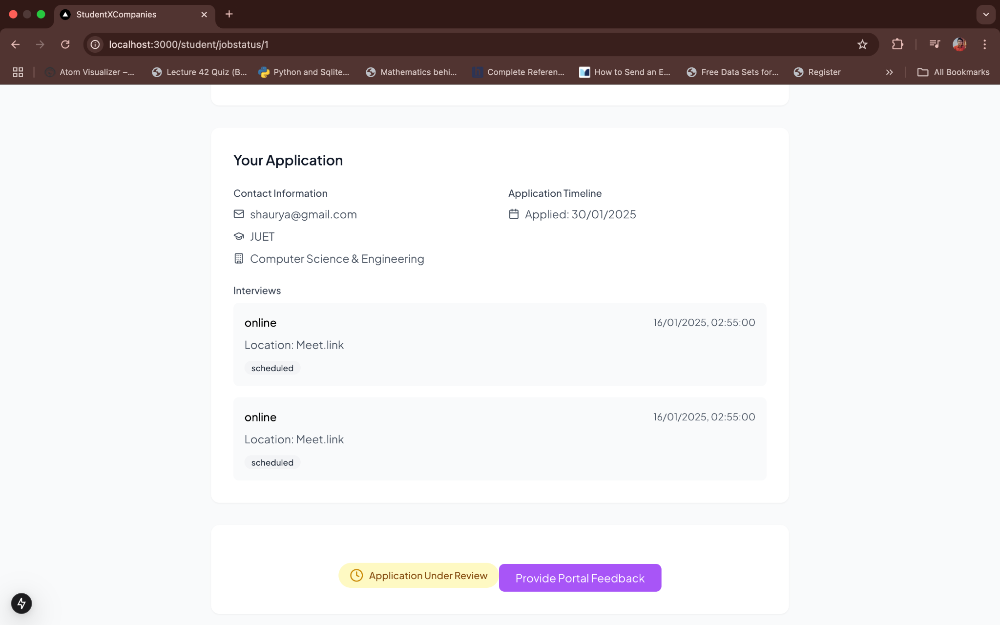 StudentXCompanies
localhost:3000/student/jobstatus/1
Atom Visualizer –...
Lecture 42 Quiz (B...
Python and Sqlite...
Mathematics behi...
Complete Referen...
How to Send an E...
Free Data Sets for...
Register
All Bookmarks
Your Application
Contact Information
shaurya@gmail.com
JUET
Computer Science & Engineering
Application Timeline
Applied: 30/01/2025
Interviews
online
16/01/2025, 02:55:00
Location: Meet.link
scheduled
online
16/01/2025, 02:55:00
Location: Meet.link
scheduled
Application Under Review
Provide Portal Feedback